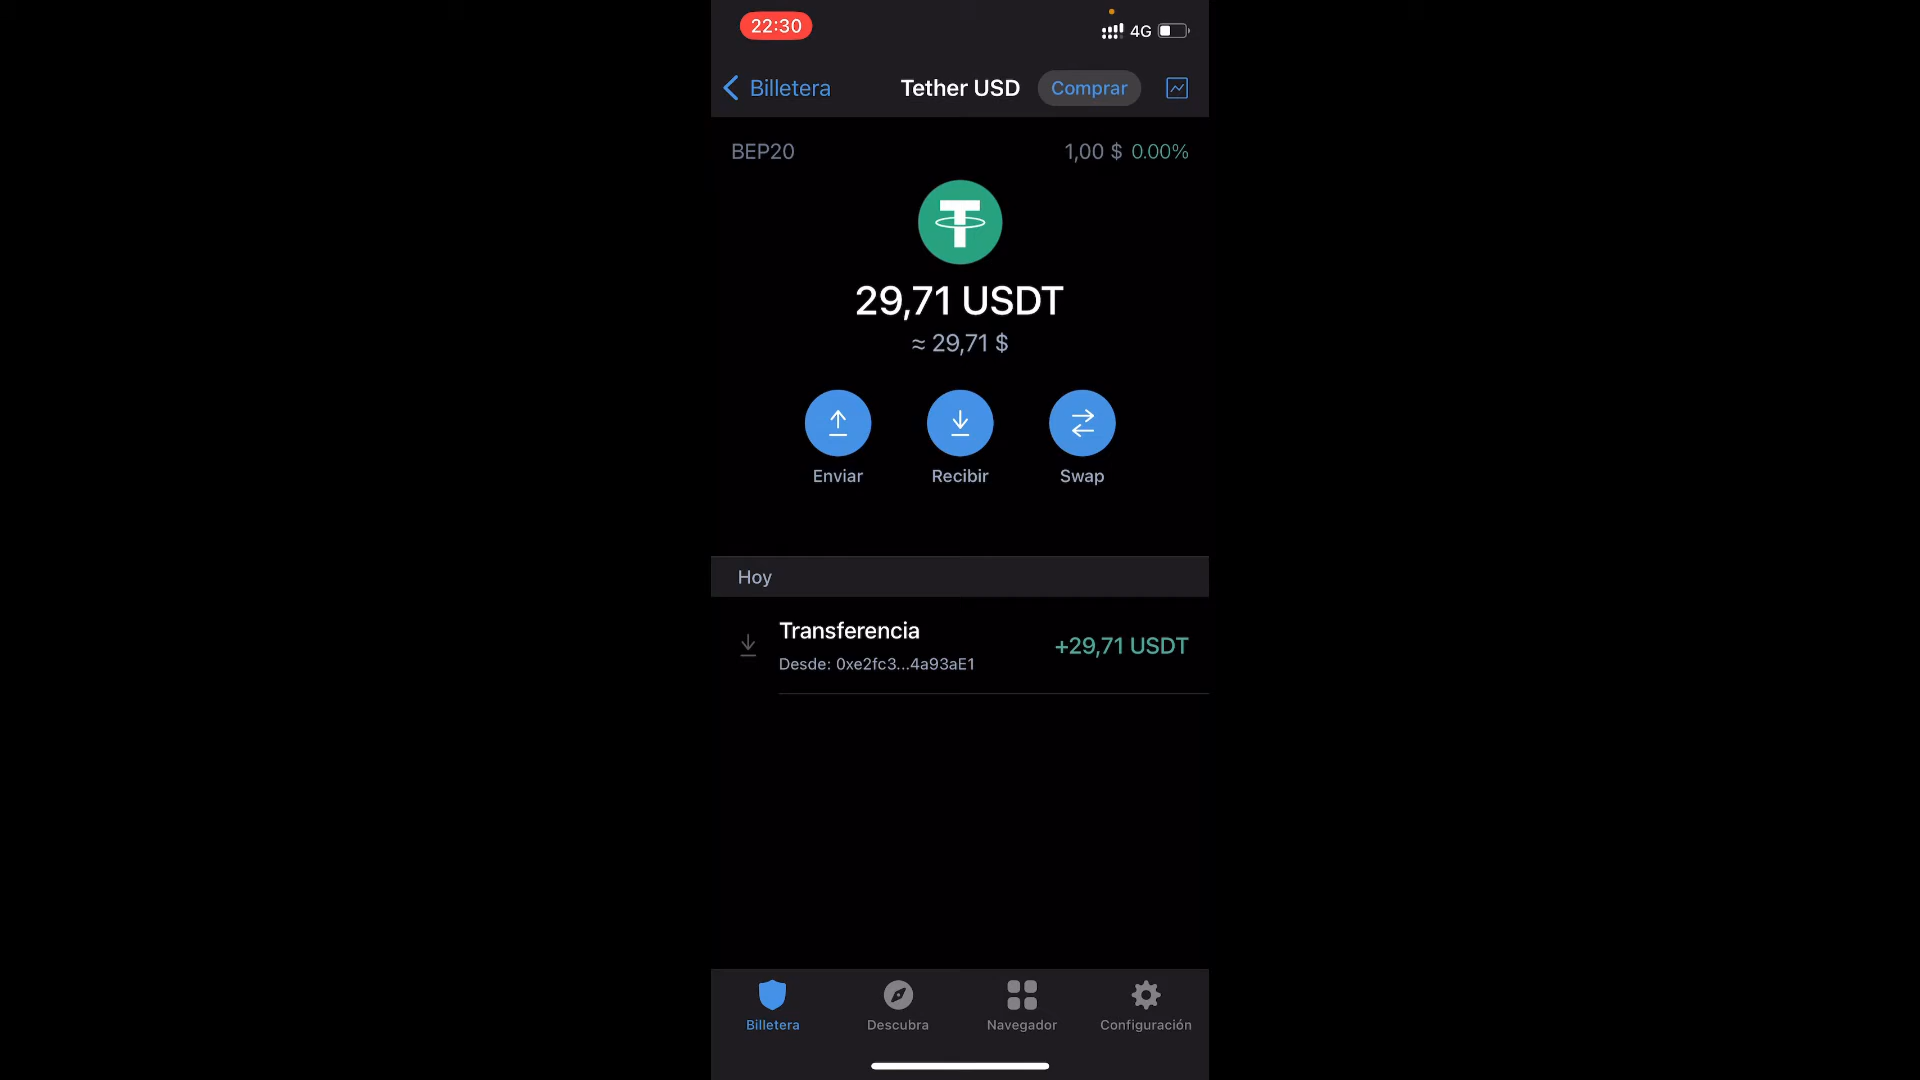 22:30
4G
Billetera
Tether USD
Comprar
BEP20
1,00 $ 0.00%
29,71 USDT
≈ 29,71 $
Enviar
Recibir
Swap
Hoy
Transferencia
+29,71 USDT
Desde: 0xe2fc3...4a93aE1
Billetera
Descubra
Navegador
Configuración